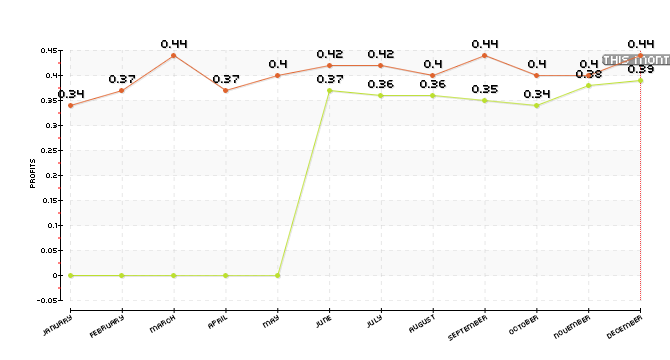 0.44
0.42
0.42
0.44
0.44
0.4
0.4
0.4
0.4
0.37
0.37
0.34
0.37
0.36
0.36
0.35
0.34
0.38
0.39
0.45
0.4
0.35
0.3
0.25
0.2
0.15
0.1
0.05
0
-0.05
PROFITS
JANUARY
FEBRUARY
MARCH
APRIL
MAY
JUNE
JULY
AUGUST
SEPTEMBER
OCTOBER
NOVEMBER
DECEMBER